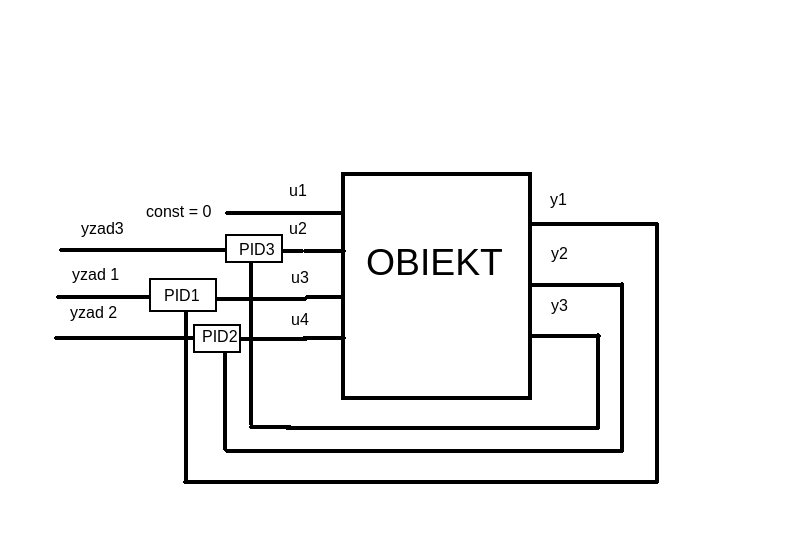 u1
y1
const = 0
yzad3
u2
PID3
y2
OBIEKT
yzad 1
u3
PID1
y3
yzad 2
u4
PID2